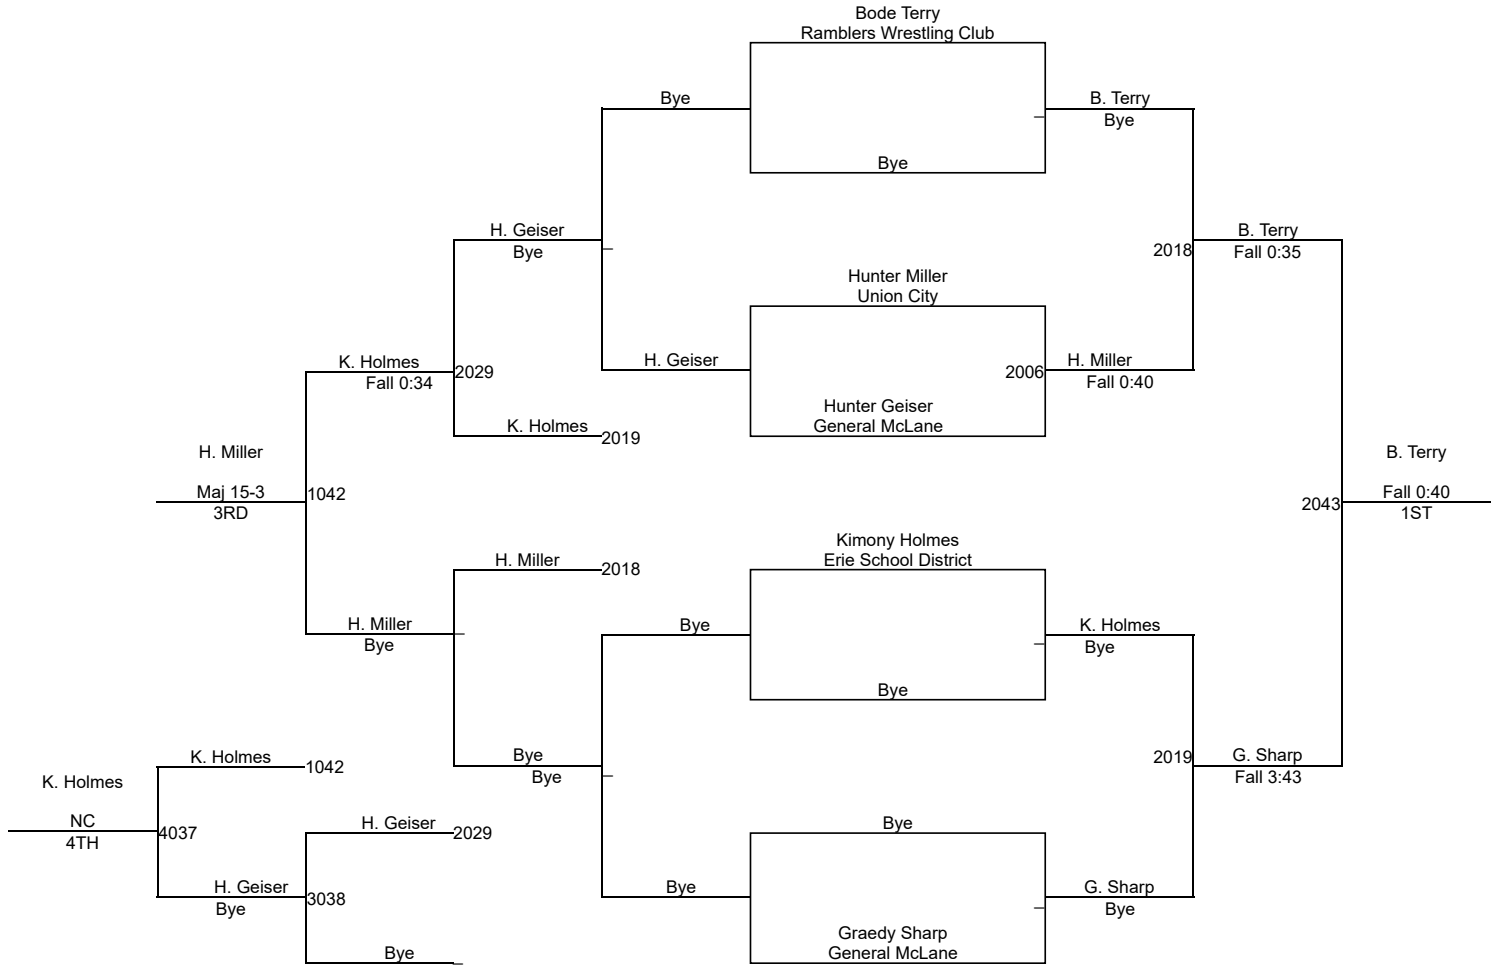 Bode Terry
Ramblers Wrestling Club
Bye
B. Terry
Bye
Bye
H. Geiser
Bye
2018
B. Terry
Fall 0:35
Hunter Miller
Union City
K. Holmes
Fall 0:34
2029
H. Geiser
2006
H. Miller
Fall 0:40
Hunter Geiser
General McLane
K. Holmes
2019
H. Miller
Maj 15-3
3RD
1042
B. Terry
2043
Fall 0:40
1ST
Kimony Holmes
Erie School District
H. Miller
2018
H. Miller
Bye
Bye
K. Holmes
Bye
Bye
K. Holmes
1042
Bye
Bye
2019
G. Sharp
Fall 3:43
K. Holmes
NC
4TH
4037
H. Geiser
2029
Bye
H. Geiser
Bye
3038
Bye
G. Sharp
Bye
Graedy Sharp
General McLane
Bye